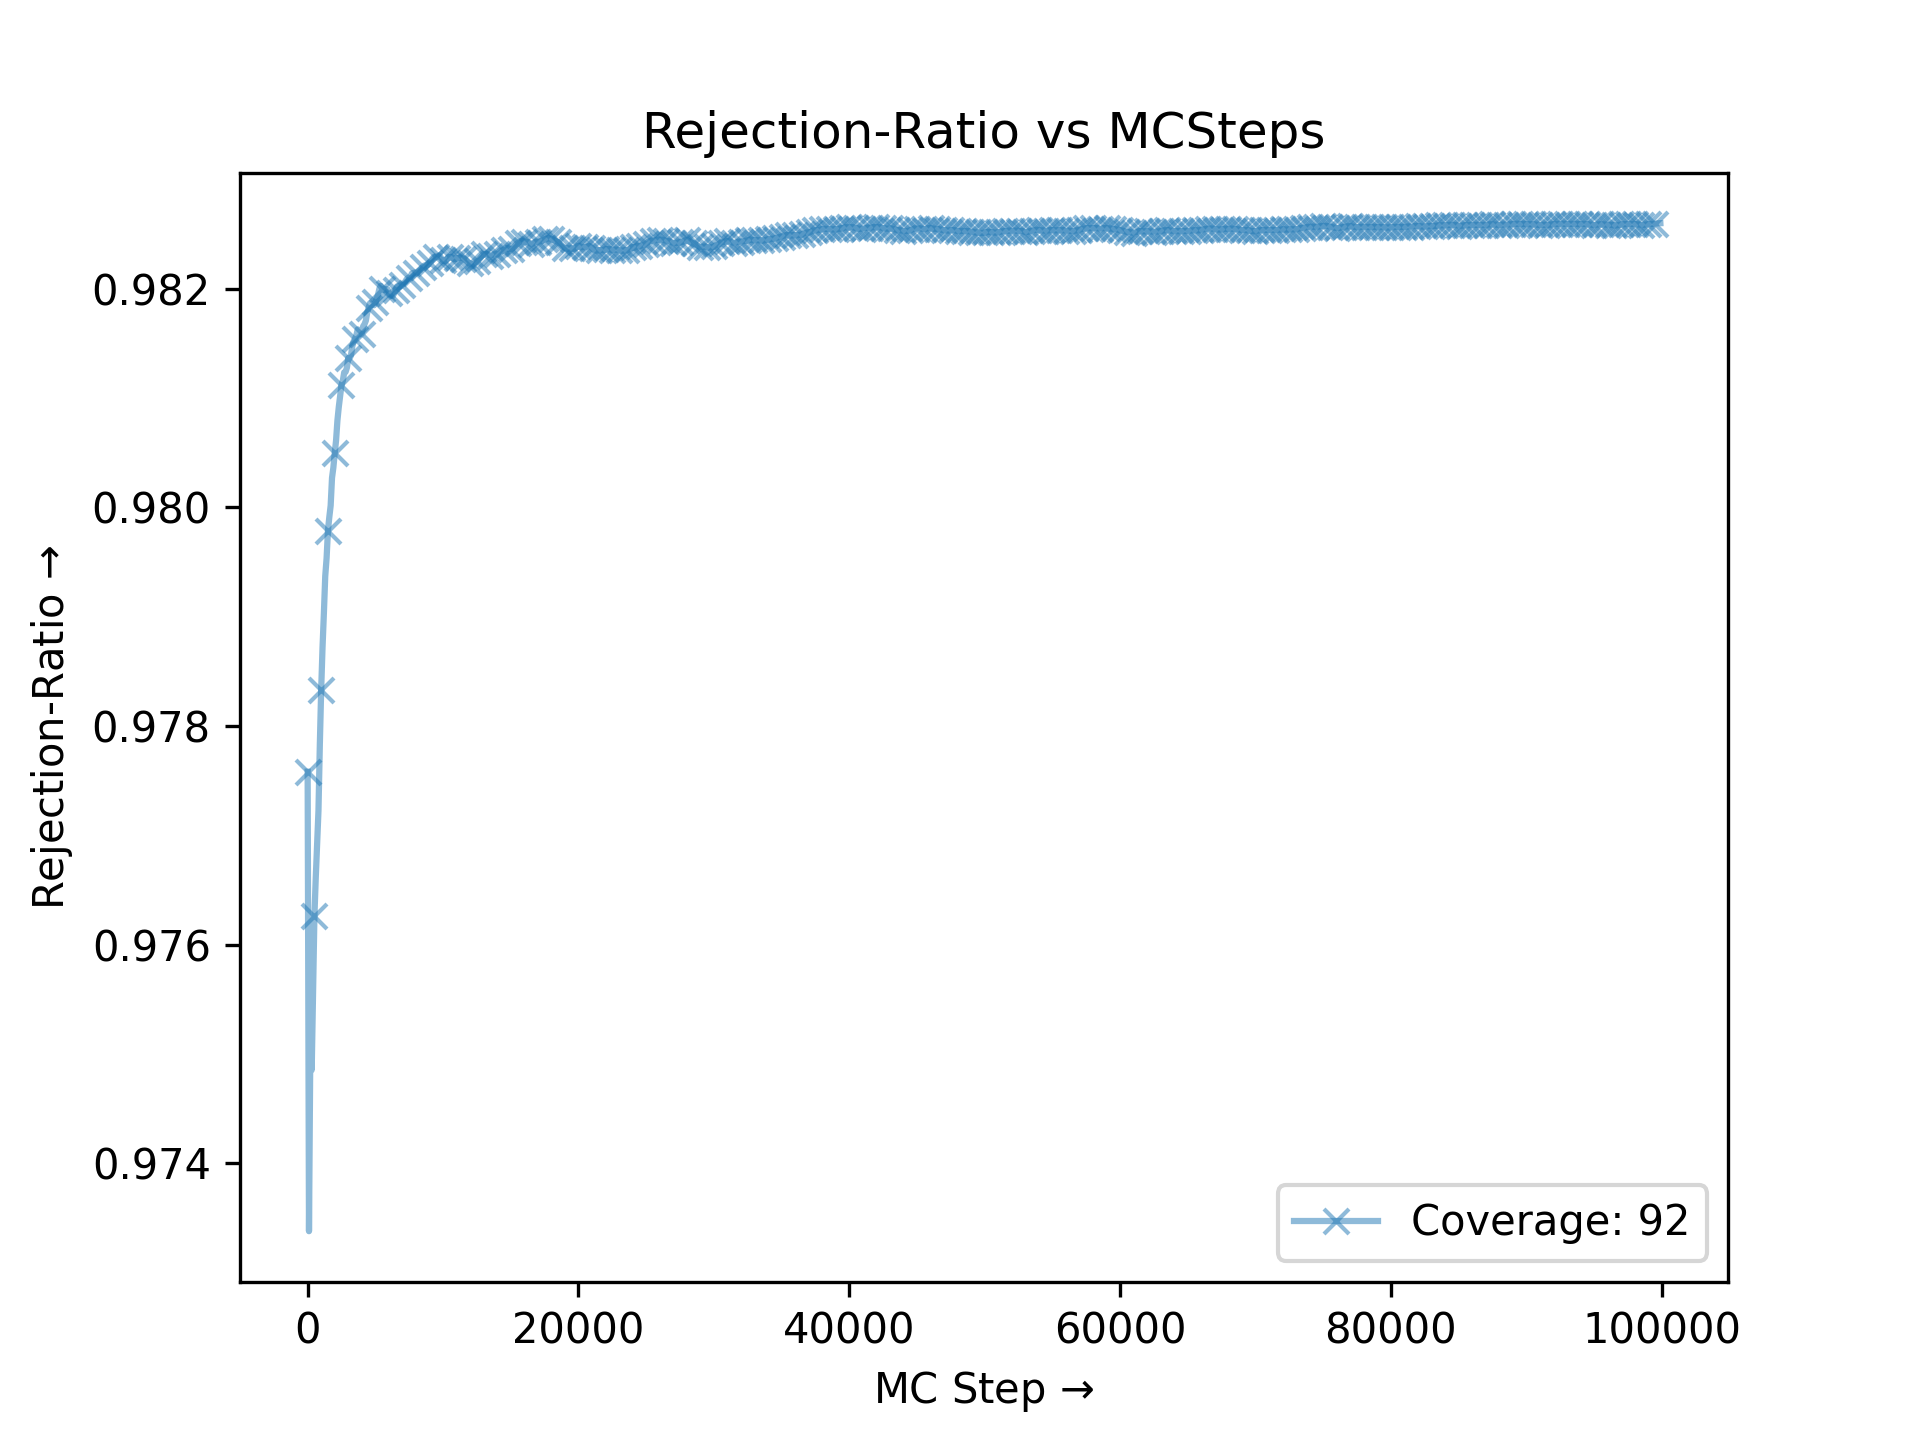 Rejection-Ratio vs MCSteps
Rejection-Ratio →
0.982
0.980
0.978
0.976
0.974
Coverage: 92
0 20000 40000 60000 80000 100000
MC Step →